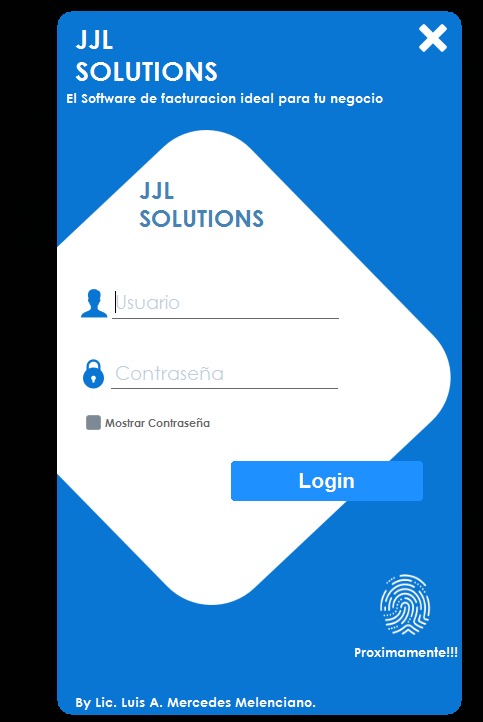 JJL
SOLUTIONS
El Software de facturacion ideal para tu negocio
JJL
SOLUTIONS
Usuario
Contraseña
Mostrar Contraseña
Login
Proximamente!!!
By Lic. Luis A. Mercedes Melenciano.